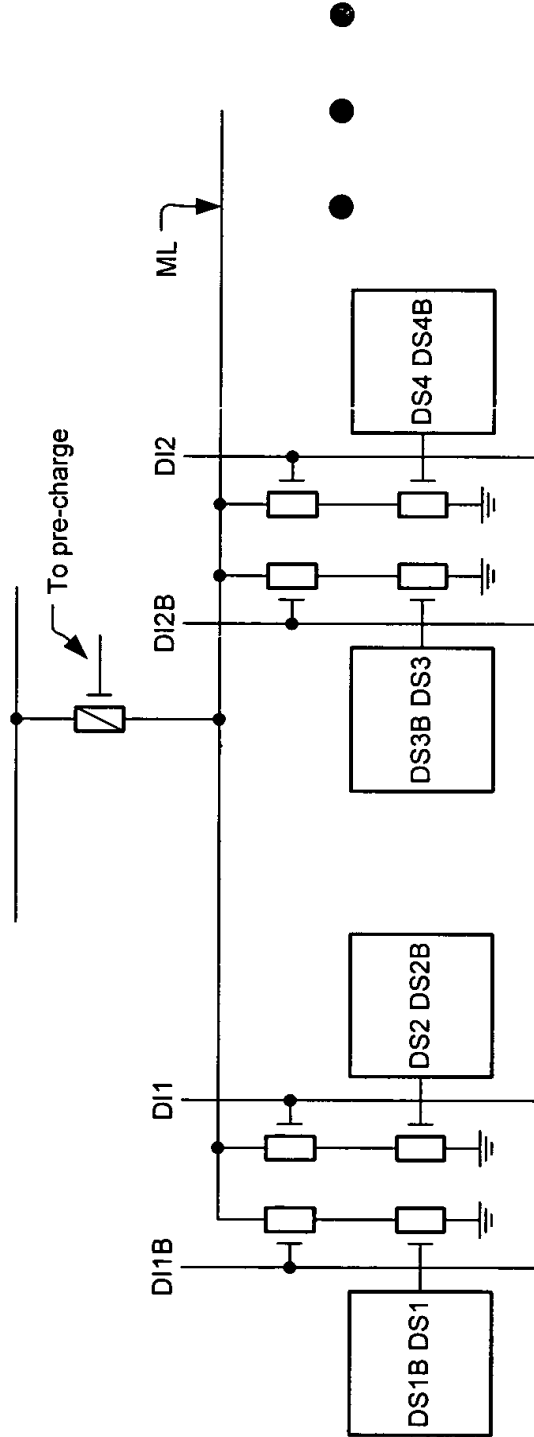 To pre-charge
ML
DI1B
DI1
DI2B
DI2
DS1B DS1
DS2 DS2B
DS3B DS3
DS4 DS4B